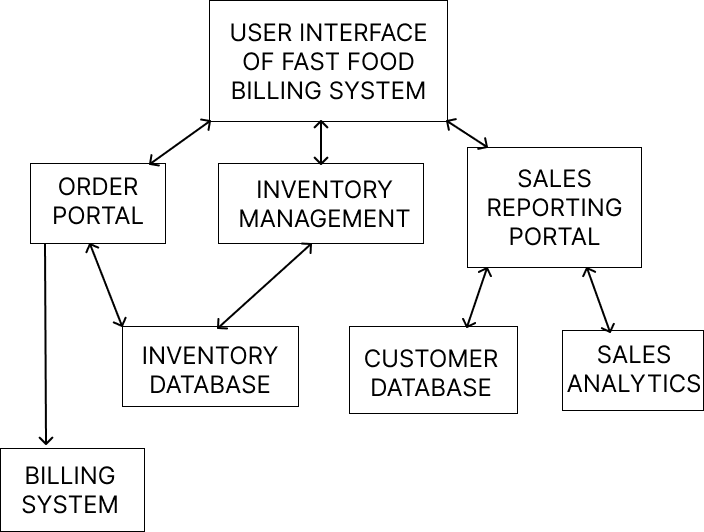 USER INTERFACE
OF FAST FOOD
BILLING SYSTEM
ORDER
PORTAL
INVENTORY
MANAGEMENT
SALES
REPORTING
PORTAL
INVENTORY
DATABASE
CUSTOMER
DATABASE
SALES
ANALYTICS
BILLING
SYSTEM